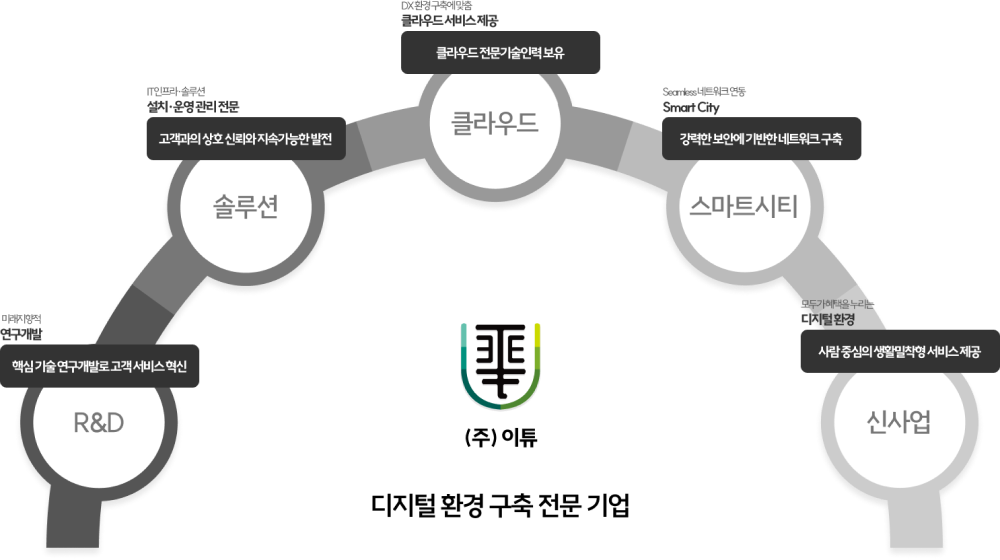 DX 환경 구축에 맞춤
클라우드 서비스 제공
클라우드 전문기술인력 보유
클라우드
IT인프라·솔루션
설치·운영 관리 전문
고객과의 상호 신뢰와 지속가능한 발전
솔루션
Seamless 네트워크 연동
Smart City
강력한 보안에 기반한 네트워크 구축
스마트시티
미래지향적
연구개발
핵심 기술 연구개발로 고객 서비스 혁신
R&D
모두가 혜택을 누리는
디지털 환경
사람 중심의 생활밀착형 서비스 제공
신사업
(주) 이튜
디지털 환경 구축 전문 기업